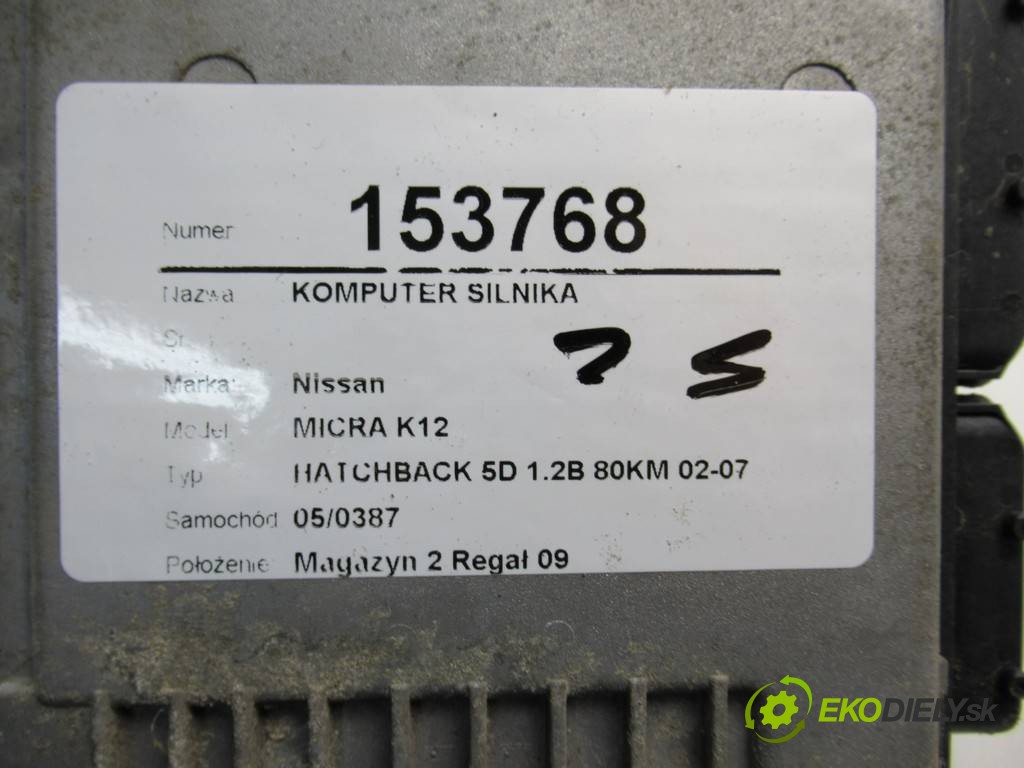 Numer 153768
Nazwa KOMPUTER SILNIKA
Marka: Nissan
Model MICRA K12
Typ HATCHBACK 5D 1.2B 80KM 02-07
Samochód 05/0387
Położenie Magazyn 2 Regał 09
EKODIELY.sk